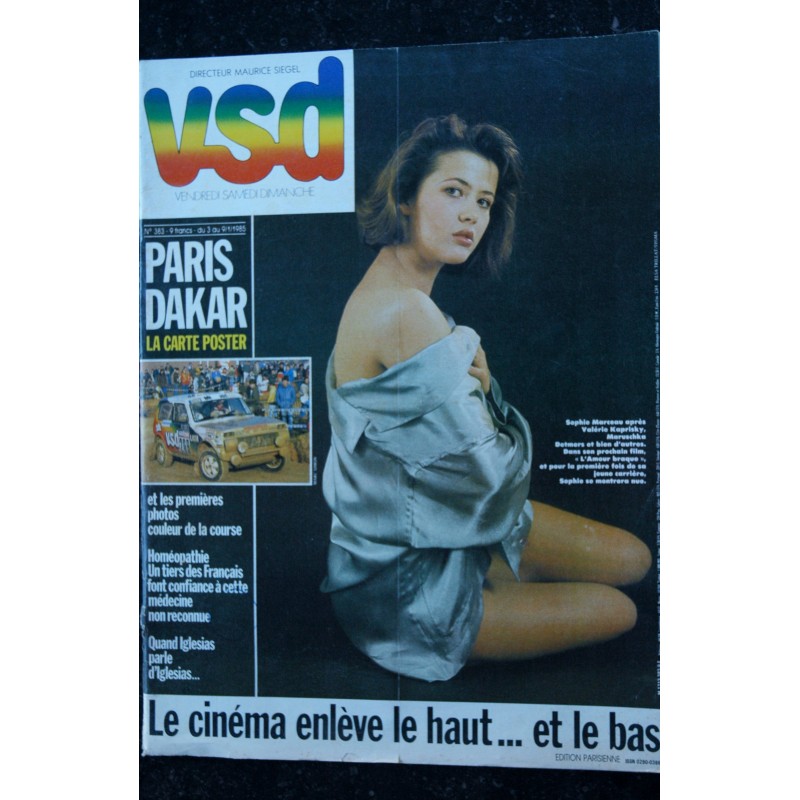 DIRECTEUR MAURICE SIEGEL
vsd
VENDREDI SAMEDI DIMANCHE
N° 383 - 9 francs - du 3 au 9/1/1985
PARIS
DAKAR
LA CARTE POSTER
vsd
et les premières
photos
couleur de la course
Homéopathie
Un tiers des Français
font confiance à cette
médecine
non reconnue
Quand Iglesias
parle
d'Iglesias...
Sophie Marceau après
Valérie Kaprisky,
Maruschka
Detmers et bien d'autres.
Dans son prochain film,
« L'Amour braque »,
et pour la première fois de sa
jeune carrière,
Sophie se montrera nue.
Le cinéma enlève le haut... et le bas
EDITION PARISIENNE